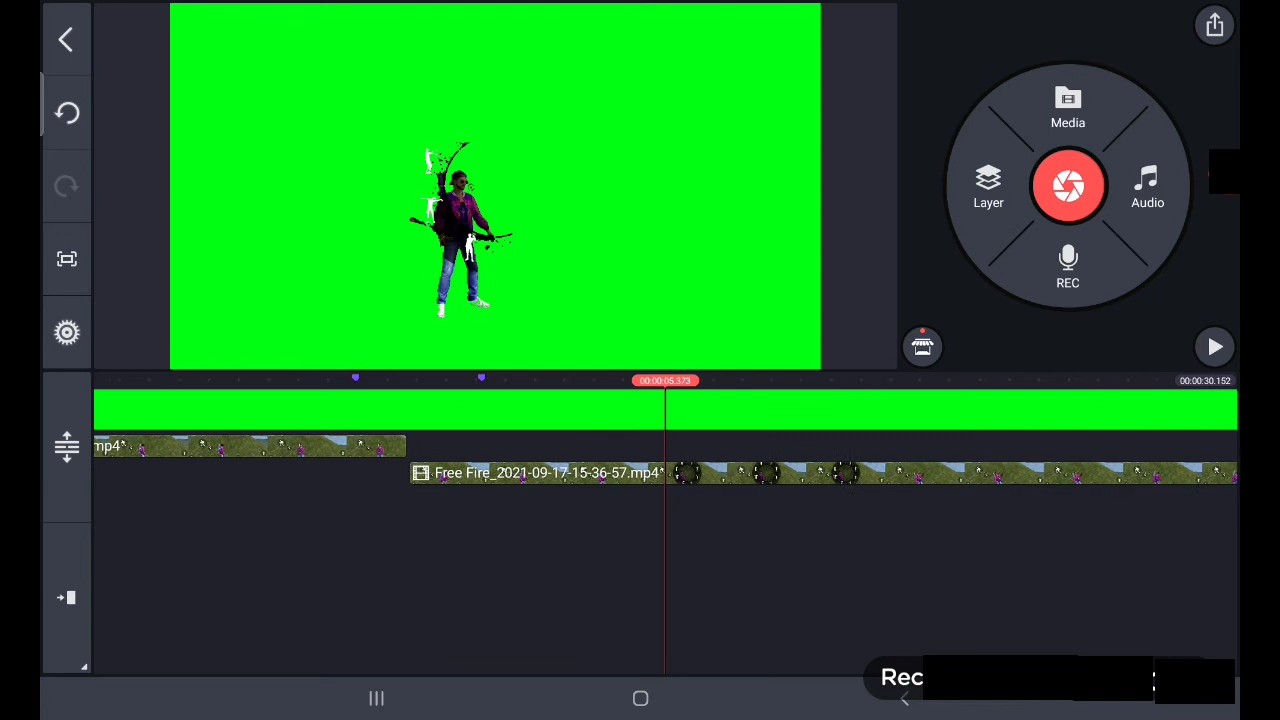 Media
Layer
Audio
REC
00:00:05.373
00:00:30.152
mp4
Free Fire_2021-09-17-15-36-57.mp4
Rec